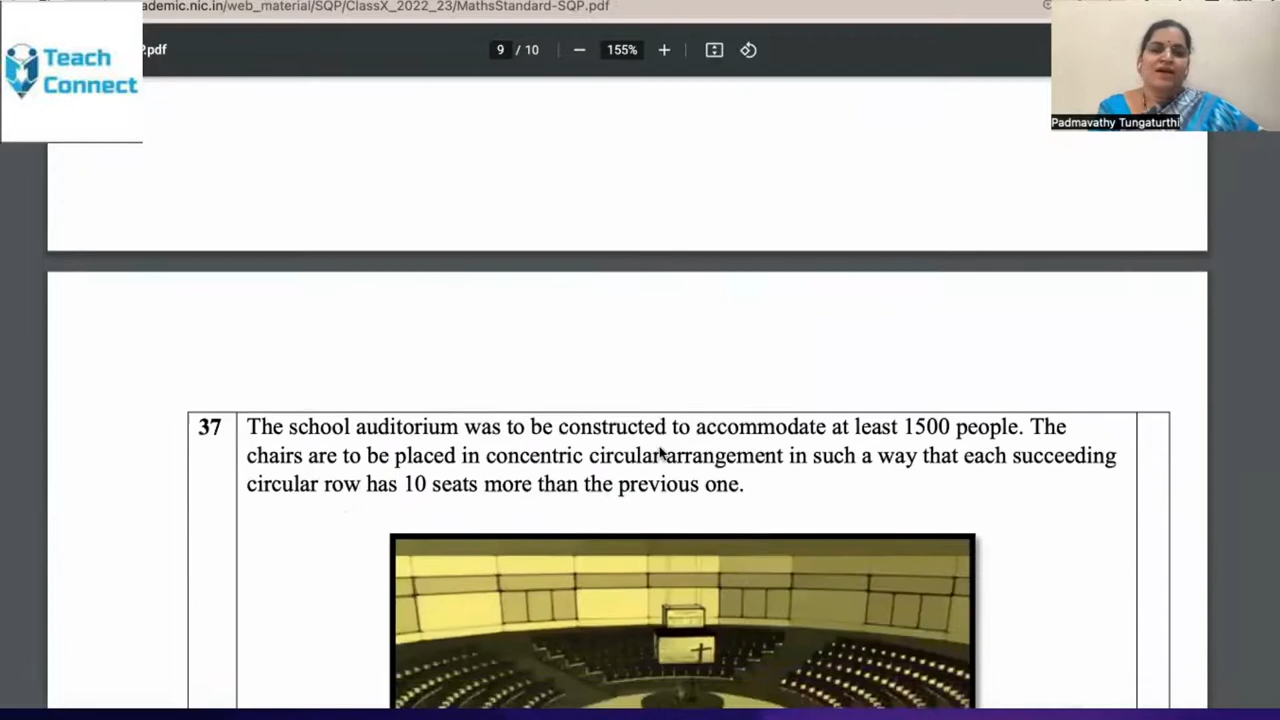 ademic.nic.in/web_material/SQP/ClassX_2022_23/MathsStandard-SQP.pdf
Teach
Connect
.pdf
9 / 10
155%
Padmavathy Tungaturthi
37
The school auditorium was to be constructed to accommodate at least 1500 people. The
chairs are to be placed in concentric circular arrangement in such a way that each succeeding
circular row has 10 seats more than the previous one.